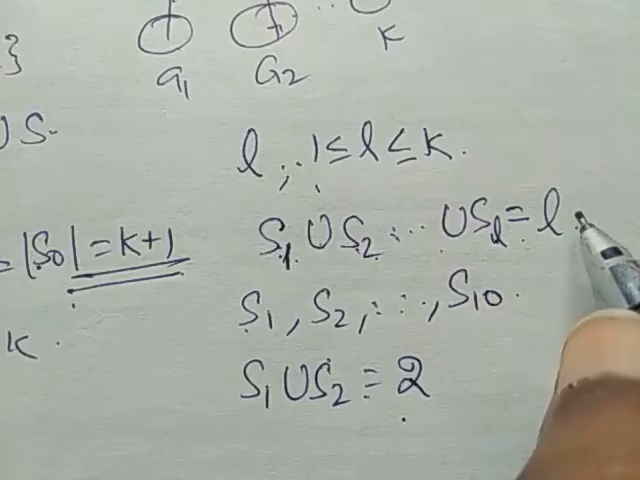 G₁ G₂ .. K
}
U S.
l ; 1 ≤ l ≤ k.
= |S₀| = k+1
S₁ U S₂ ... U Sₗ = l.
S₁, S₂, ..., S₁₀.
K.
S₁ U S₂ = 2